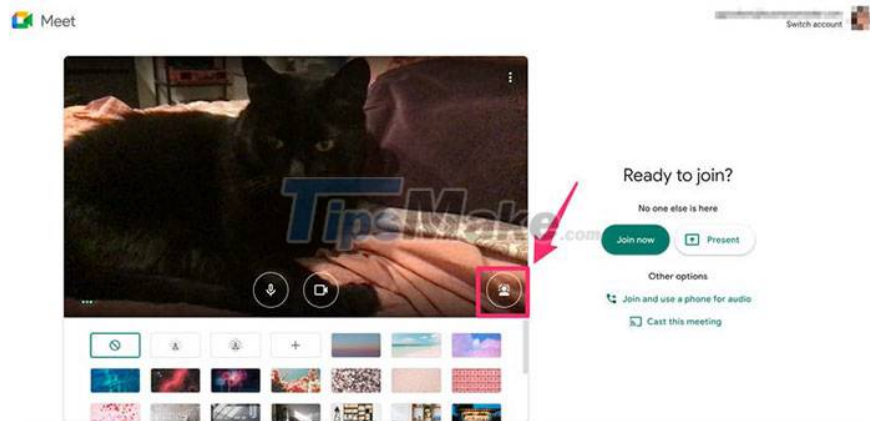 Meet
Switch account
TipsMake.com
Ready to join?
No one else is here
Join now
Present
Other options
Join and use a phone for audio
Cast this meeting